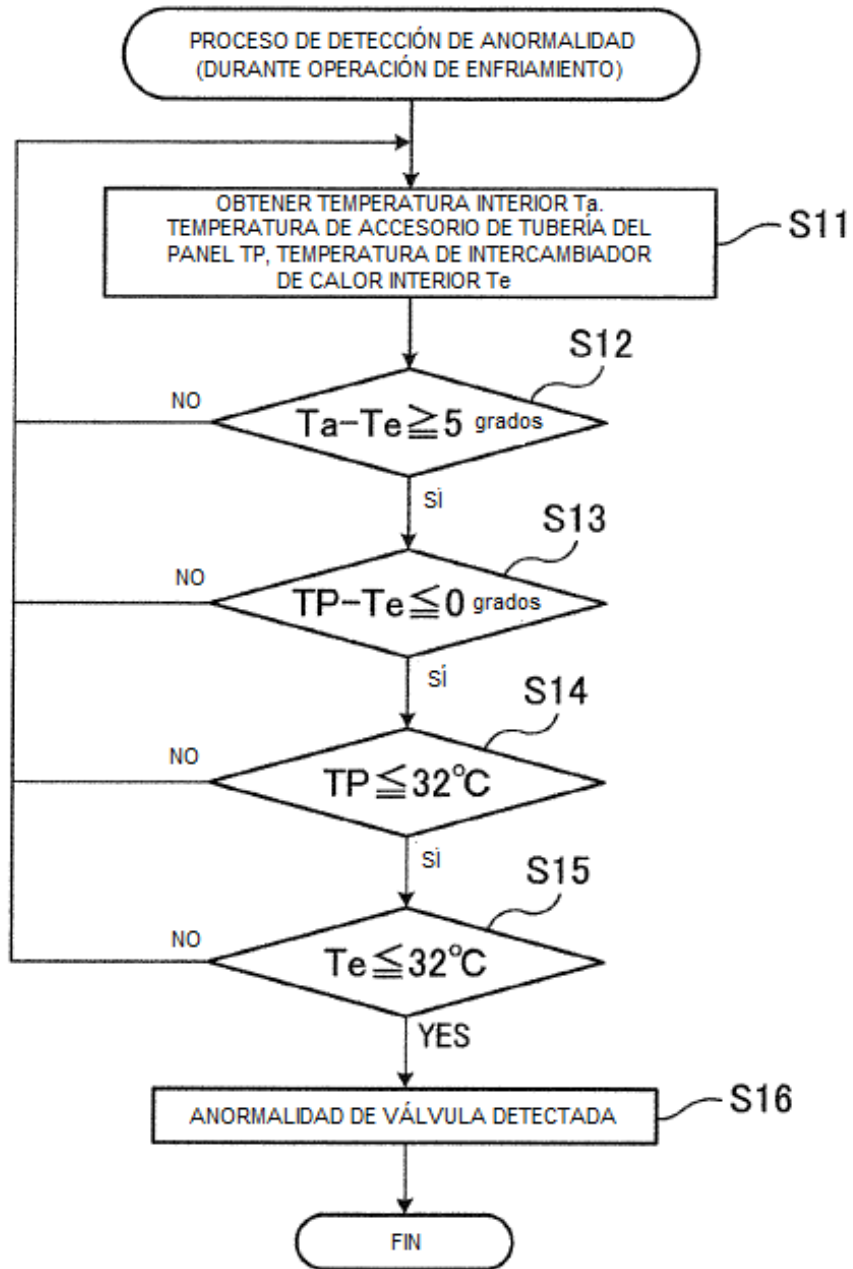 PROCESO DE DETECCIÓN DE ANORMALIDAD
(DURANTE OPERACIÓN DE ENFRIAMIENTO)
OBTENER TEMPERATURA INTERIOR Ta.
TEMPERATURA DE ACCESORIO DE TUBERÍA DEL
PANEL TP, TEMPERATURA DE INTERCAMBIADOR
DE CALOR INTERIOR Te
S11
S12
NO
Ta-Te≧5 grados
SÍ
S13
NO
TP-Te≦0 grados
SÍ
S14
NO
TP≦32°C
SÍ
S15
NO
Te≦32°C
YES
ANORMALIDAD DE VÁLVULA DETECTADA
S16
FIN